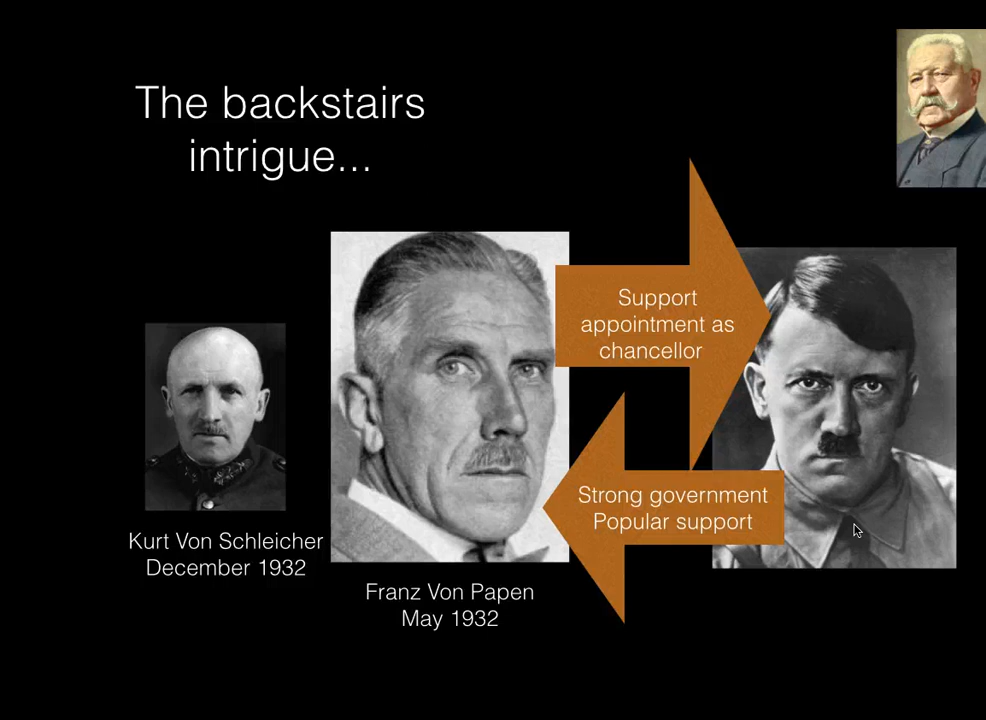 The backstairs
intrigue...
Support
appointment as
chancellor
Strong government
Popular support
Kurt Von Schleicher
December 1932
Franz Von Papen
May 1932